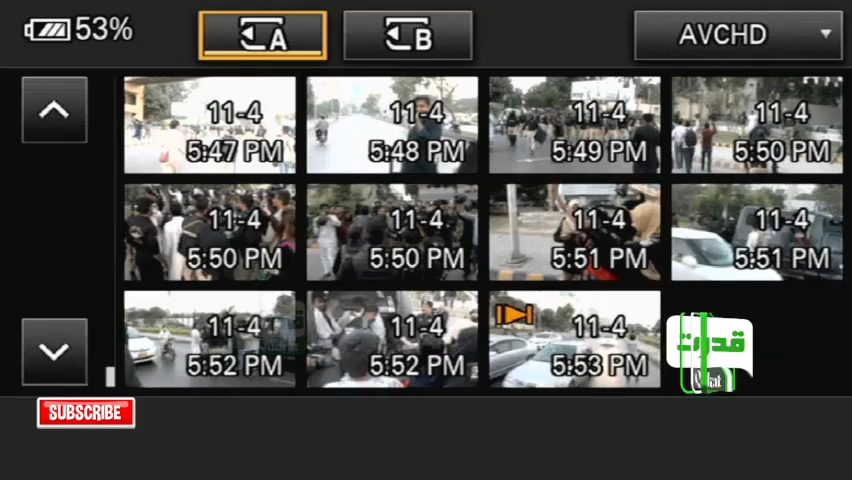 53% A B AVCHD
11-4 11-4 11-4 11-4
5:47 PM 5:48 PM 5:49 PM 5:50 PM
11-4 11-4 11-4 11-4
5:50 PM 5:50 PM 5:51 PM 5:51 PM
11-4 11-4 11-4
5:52 PM 5:52 PM 5:53 PM
قدرت
SUBSCRIBE